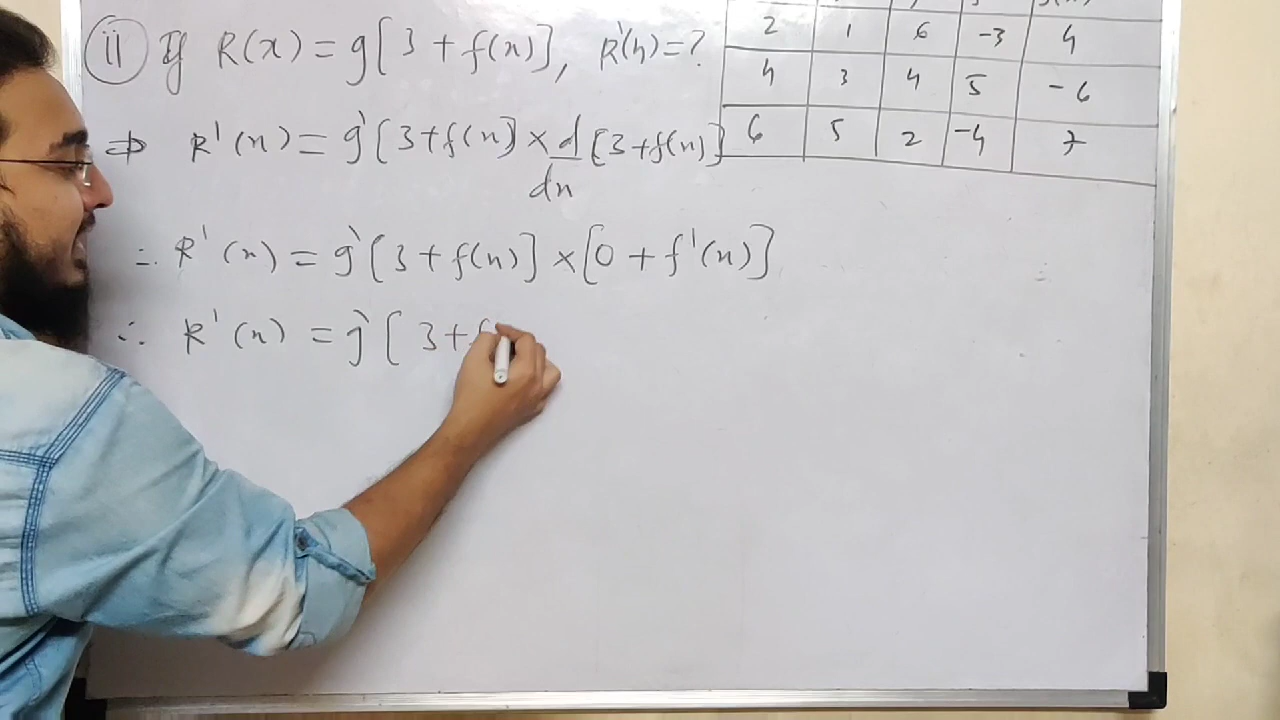 (ii) If R(x) = g[3 + f(x)], R'(4) = ?
2 1 6 -3 4
4 3 4 5 -6
6 5 2 -4 7
⇒ R'(x) = g'[3+f(x)] × d/dx [3+f(x)]
∴ R'(x) = g'[3+f(x)] × [0 + f'(x)]
∴ R'(x) = g'[3+f